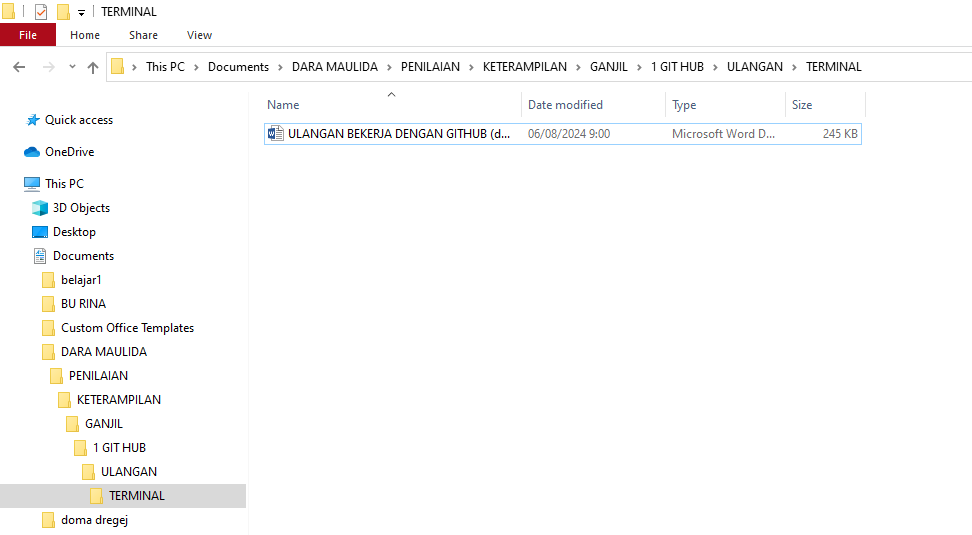 TERMINAL
File Home Share View
This PC Documents DARA MAULIDA PENILAIAN KETERAMPILAN GANJIL 1 GIT HUB ULANGAN TERMINAL
Name Date modified Type Size
ULANGAN BEKERJA DENGAN GITHUB (d... 06/08/2024 9:00 Microsoft Word D... 245 KB
Quick access
OneDrive
This PC
3D Objects
Desktop
Documents
belajar1
BU RINA
Custom Office Templates
DARA MAULIDA
PENILAIAN
KETERAMPILAN
GANJIL
1 GIT HUB
ULANGAN
TERMINAL
doma dregej